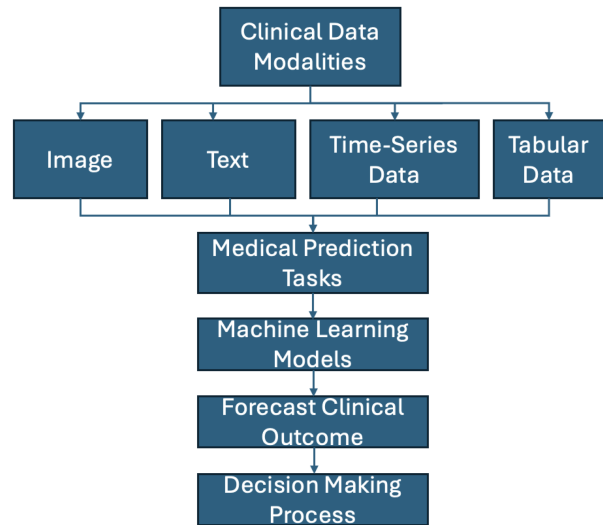 Clinical Data
Modalities
Image
Text
Time-Series
Data
Tabular
Data
Medical Prediction
Tasks
Machine Learning
Models
Forecast Clinical
Outcome
Decision Making
Process